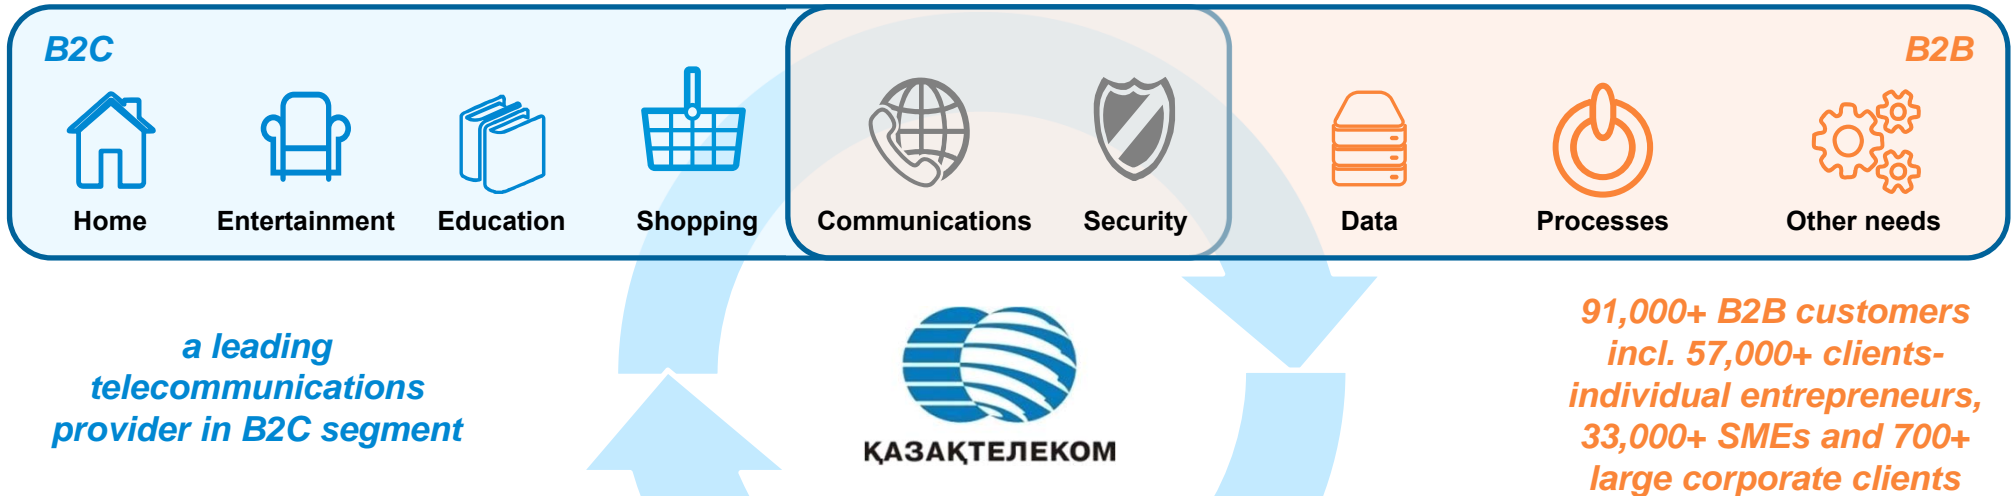 B2C
B2B
Home
Entertainment
Education
Shopping
Communications
Security
Data
Processes
Other needs
a leading
telecommunications
provider in B2C segment
ҚАЗАҚТЕЛЕКОМ
91,000+ B2B customers
incl. 57,000+ clients-
individual entrepreneurs,
33,000+ SMEs and 700+
large corporate clients